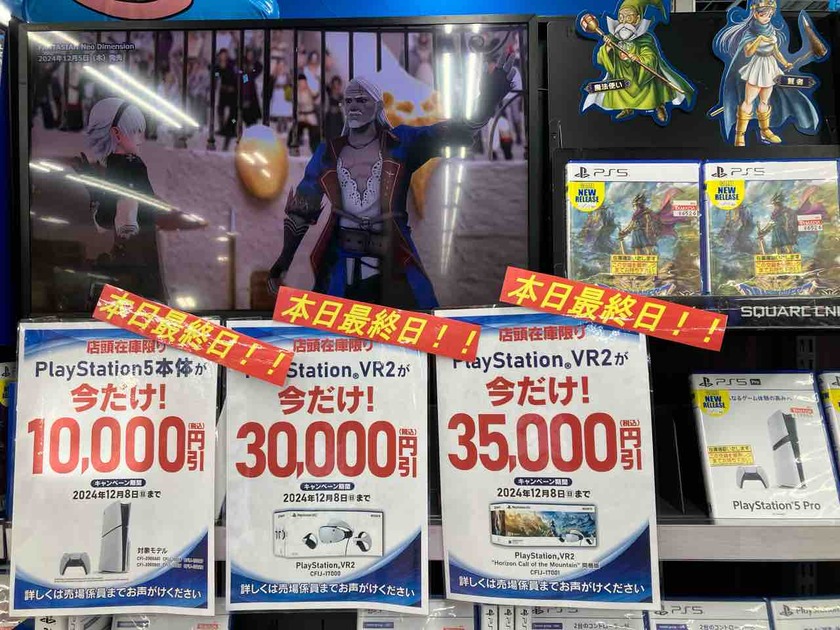 FANTASIAN Neo Dimension
2024年12月5日(木)発売
魔法使い
賢者
PS5
NEW
RELEASE
PS5
NEW
RELEASE
SQUARE ENI
本日最終日！！
本日最終日！！
本日最終日！！
店頭在庫限り
PlayStation5本体が
今だけ！
10,000円引
(税込)
キャンペーン期間
2024年12月8日(日)まで
対象モデル
詳しくは売場係員までお声がけください
店頭在庫限り
PlayStation®VR2が
今だけ！
30,000円引
(税込)
キャンペーン期間
2024年12月8日(日)まで
PlayStation®VR2
CFIJ-17000
詳しくは売場係員までお声がけください
PlayStation®VR2が
今だけ！
35,000円引
(税込)
キャンペーン期間
2024年12月8日(日)まで
PlayStation®VR2
"Horizon Call of the Mountain" 同梱版
CFIJ-17001
詳しくは売場係員までお声がけください
PS5 Pro
NEW
RELEASE
PlayStation®5 Pro
PS5
PS5
2台のコントローラー